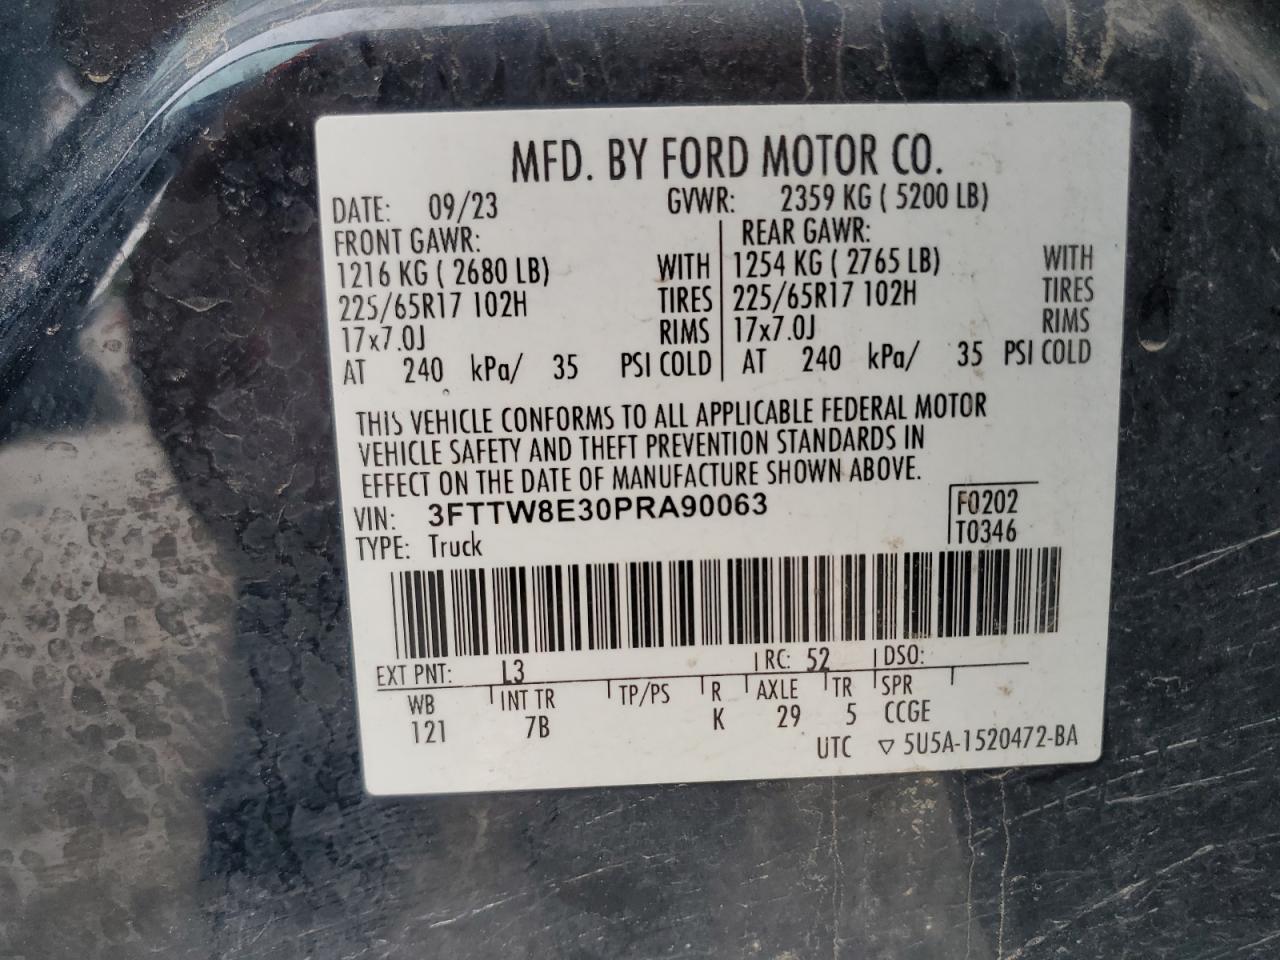 MFD. BY FORD MOTOR CO.
DATE: 09/23 GVWR: 2359 KG ( 5200 LB)
FRONT GAWR: REAR GAWR:
1216 KG ( 2680 LB) WITH 1254 KG ( 2765 LB) WITH
225/65R17 102H TIRES 225/65R17 102H TIRES
17x7.0J RIMS 17x7.0J RIMS
AT 240 kPa/ 35 PSI COLD AT 240 kPa/ 35 PSI COLD
THIS VEHICLE CONFORMS TO ALL APPLICABLE FEDERAL MOTOR
VEHICLE SAFETY AND THEFT PREVENTION STANDARDS IN
EFFECT ON THE DATE OF MANUFACTURE SHOWN ABOVE.
VIN: 3FTTW8E30PRA90063 F0202
TYPE: Truck T0346
EXT PNT: L3 RC: 52 DSO:
WB INT TR TP/PS R AXLE TR SPR
121 7B K 29 5 CCGE
UTC ▽ 5U5A-1520472-BA